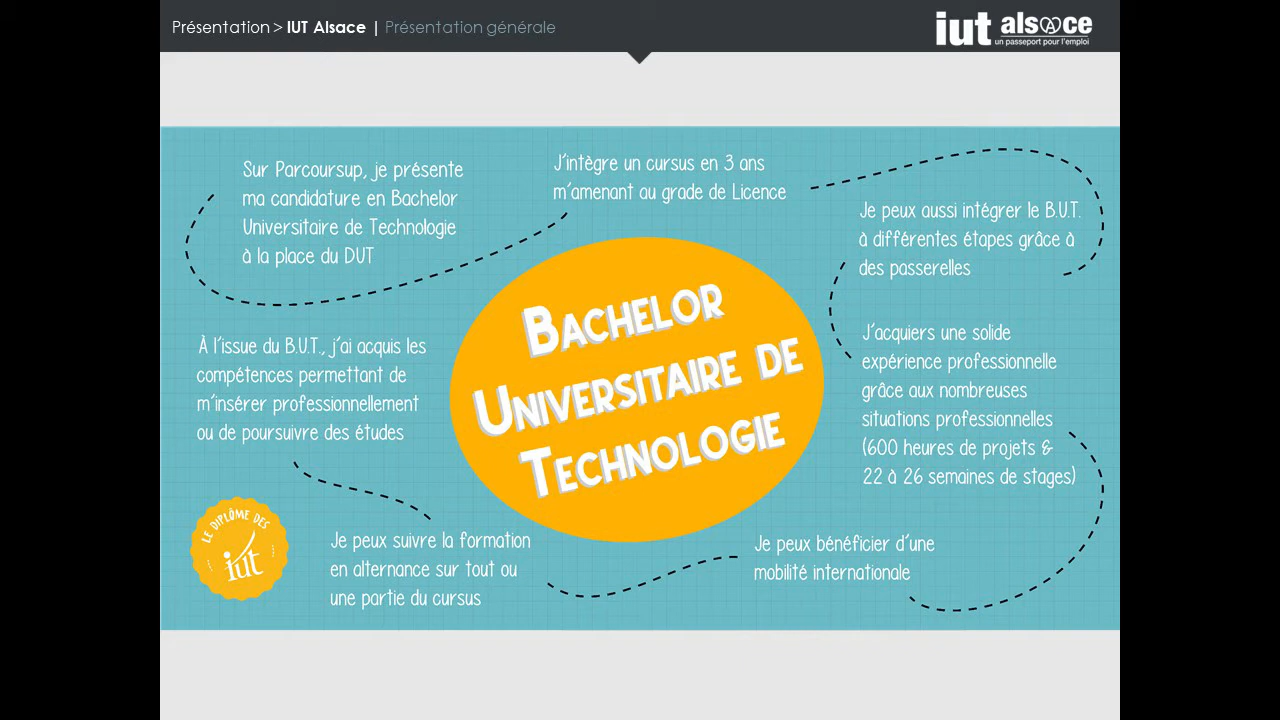 Présentation > IUT Alsace | Présentation générale
iut alsace
un passeport pour l'emploi
Sur Parcoursup, je présente
ma candidature en Bachelor
Universitaire de Technologie
à la place du DUT
J'intègre un cursus en 3 ans
m'amenant au grade de Licence
Je peux aussi intégrer le B.U.T.
à différentes étapes grâce à
des passerelles
J'acquiers une solide
expérience professionnelle
grâce aux nombreuses
situations professionnelles
(600 heures de projets &
22 à 26 semaines de stages)
Je peux bénéficier d'une
mobilité internationale
Je peux suivre la formation
en alternance sur tout ou
une partie du cursus
À l'issue du B.U.T., j'ai acquis les
compétences permettant de
m'insérer professionnellement
ou de poursuivre des études
BACHELOR
UNIVERSITAIRE DE
TECHNOLOGIE
LE DIPLÔME DES
iut